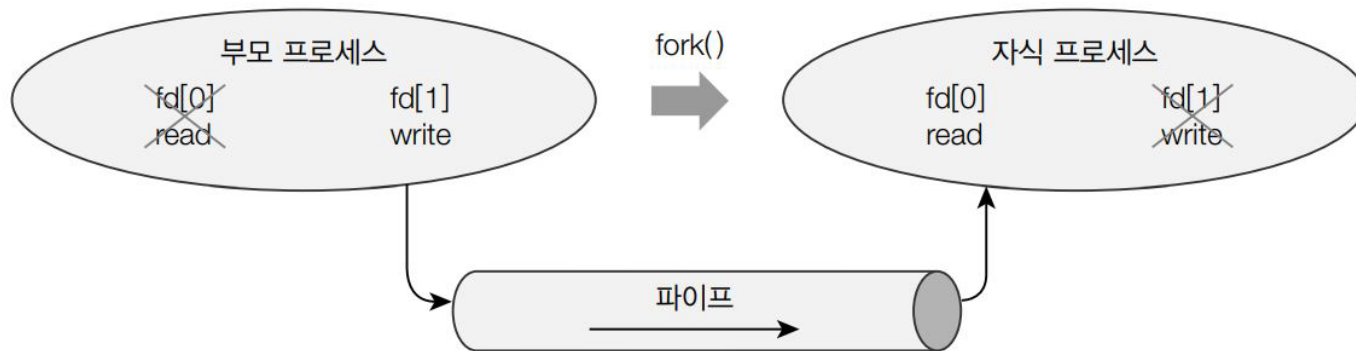 부모 프로세스
fd[0]
read
fd[1]
write
fork()
자식 프로세스
fd[0]
read
fd[1]
write
파이프